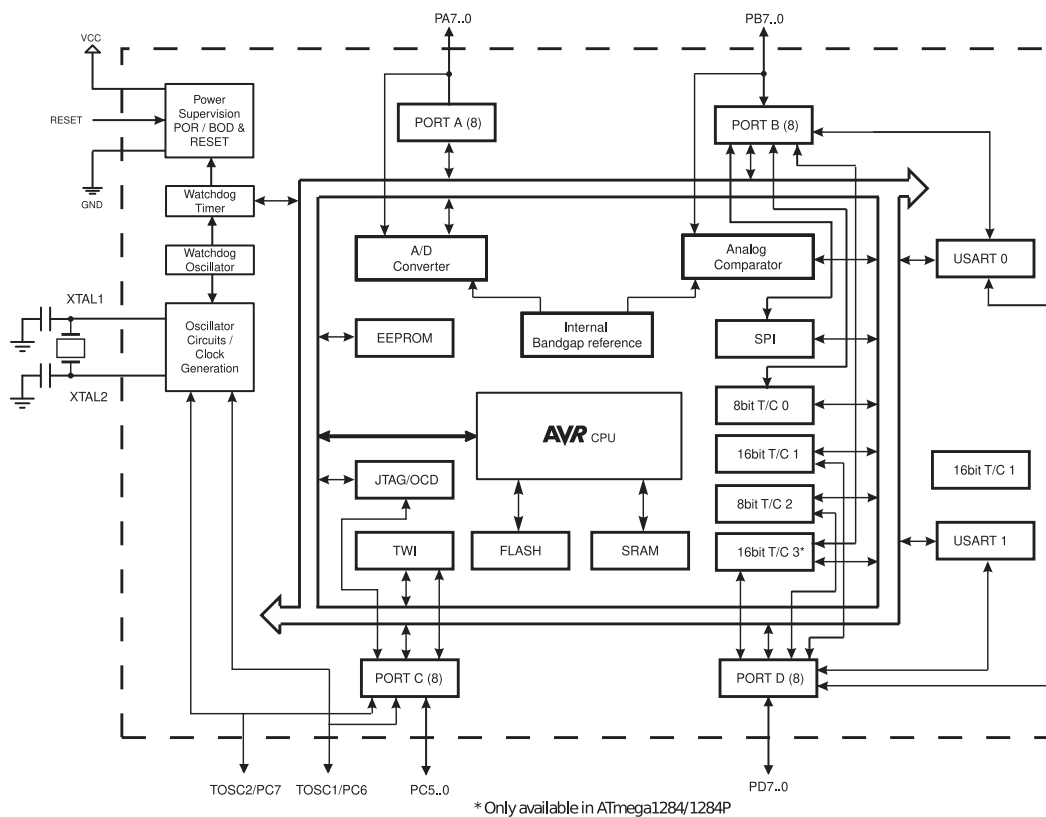 PA7..0
PB7..0
VCC
RESET
GND
Power
Supervision
POR / BOD &
RESET
PORT A (8)
PORT B (8)
Watchdog
Timer
Watchdog
Oscillator
A/D
Converter
Analog
Comparator
USART 0
XTAL1
XTAL2
Oscillator
Circuits /
Clock
Generation
EEPROM
Internal
Bandgap reference
SPI
8bit T/C 0
AVR CPU
16bit T/C 1
16bit T/C 1
JTAG/OCD
8bit T/C 2
TWI
FLASH
SRAM
16bit T/C 3*
USART 1
PORT C (8)
PORT D (8)
TOSC2/PC7
TOSC1/PC6
PC5..0
PD7..0
* Only available in ATmega1284/1284P